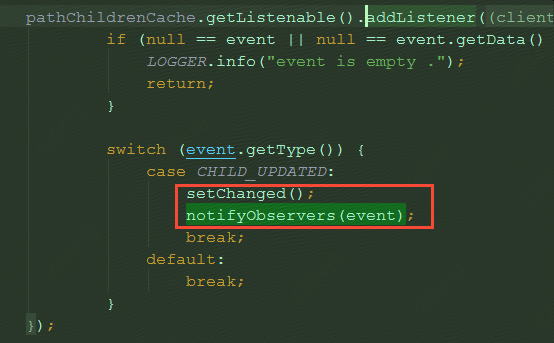 pathChildrenCache.getListenable().addListener((client
if (null == event || null == event.getData()
LOGGER.info("event is empty .");
return;
}
switch (event.getType()) {
case CHILD_UPDATED:
setChanged();
notifyObservers(event);
break;
default:
break;
}
});